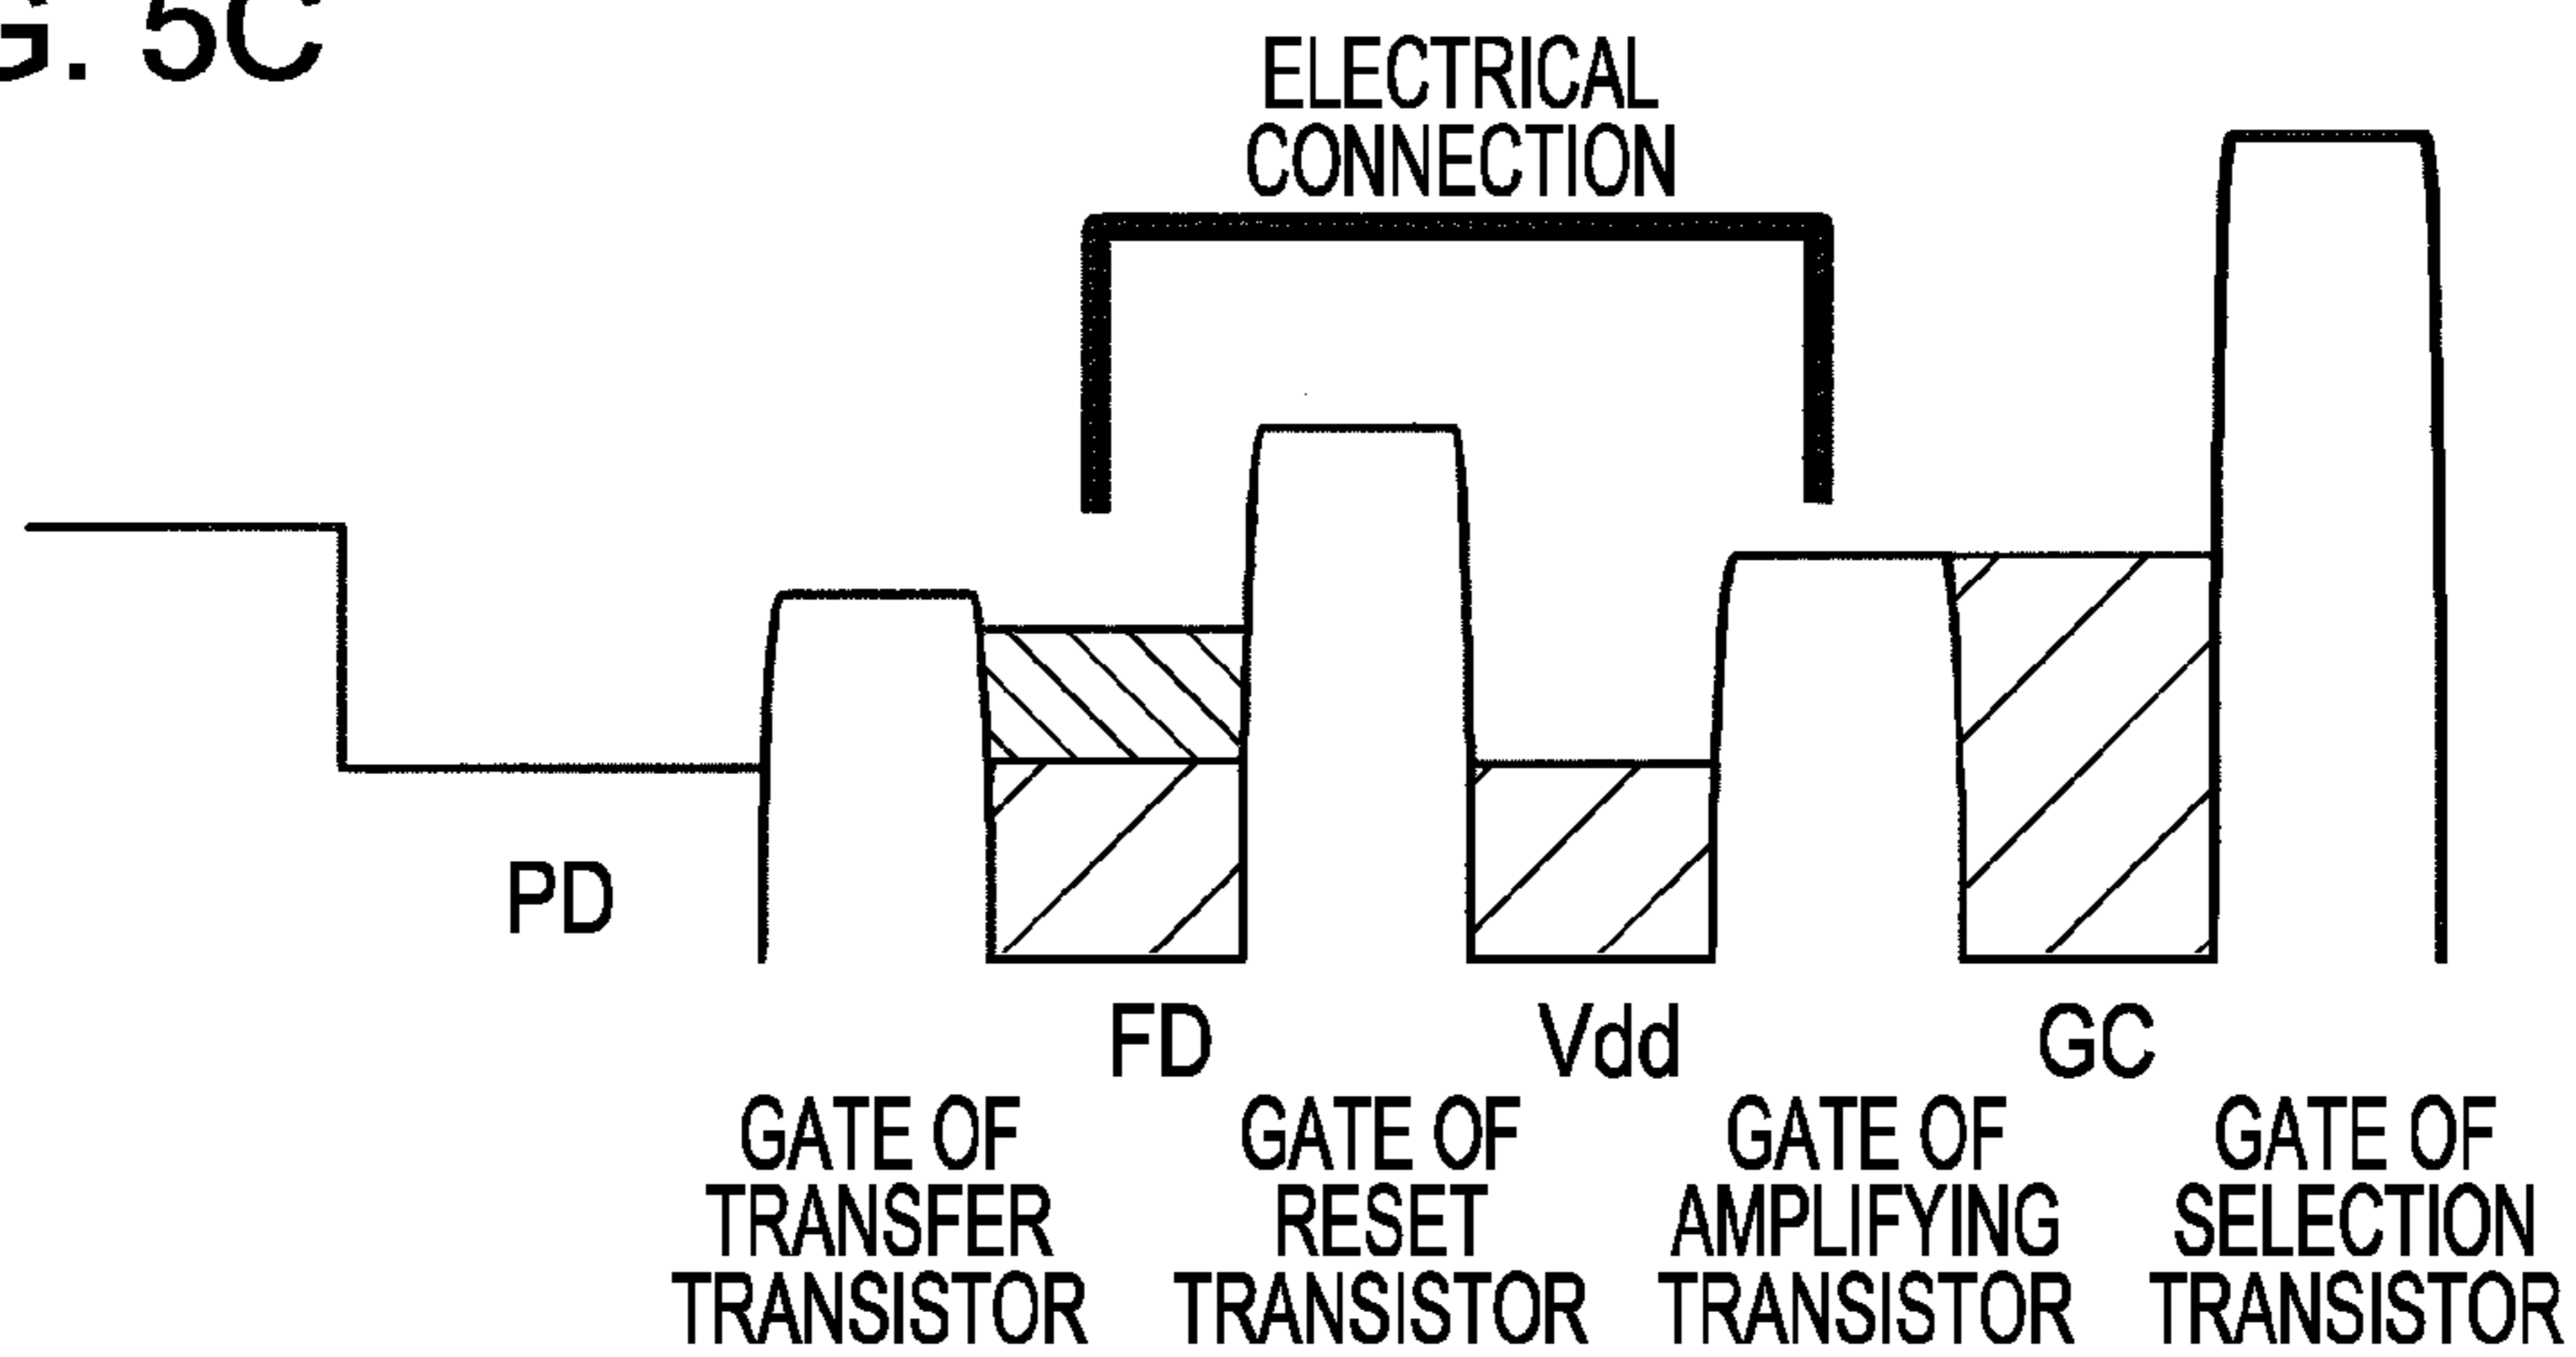 G. 5C
ELECTRICAL
CONNECTION
PD
FD
Vdd
GC
GATE OF
TRANSFER
TRANSISTOR
GATE OF
RESET
TRANSISTOR
GATE OF
AMPLIFYING
TRANSISTOR
GATE OF
SELECTION
TRANSISTOR